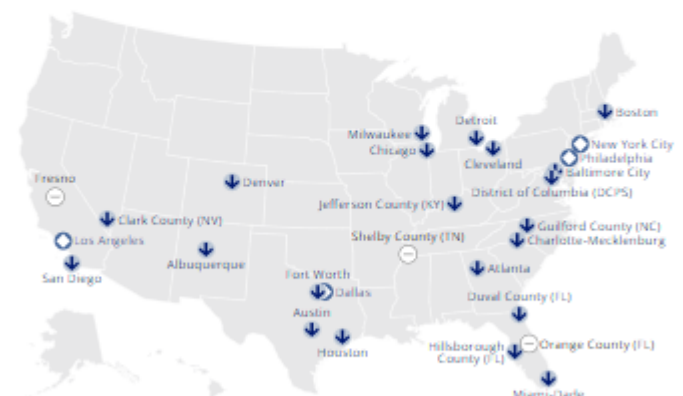 Boston
Detroit
Milwaukee
New York City
Chicago
Philadelphia
Cleveland
Baltimore City
Fresno
Denver
District of Columbia (DCPS)
Jefferson County (KY)
Clark County (NV)
Guilford County (NC)
Shelby County (TN)
Los Angeles
Charlotte-Mecklenburg
Albuquerque
Atlanta
San Diego
Fort Worth
Dallas
Duval County (FL)
Austin
Hillsborough
Orange County (FL)
Houston
County (FL)
Miami-Dade